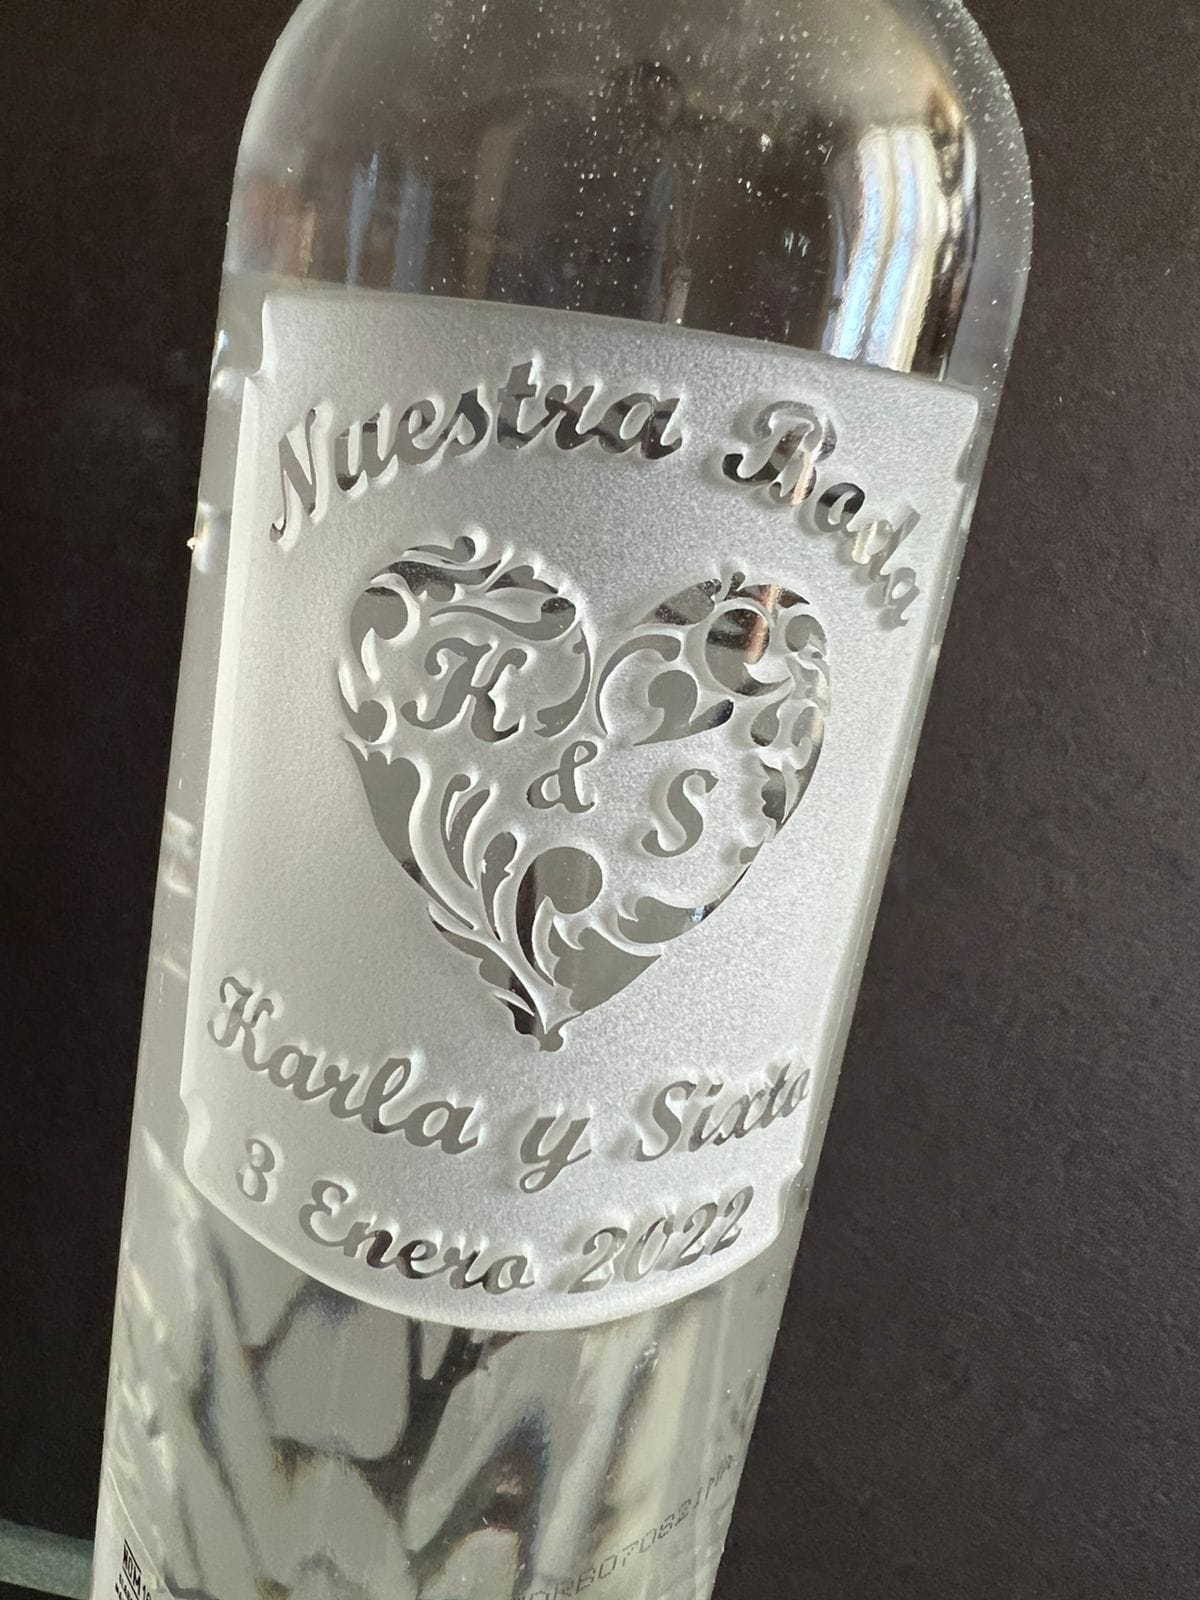 Nuestra Boda
K
& S
Karla y Sixto
3 Enero 2022